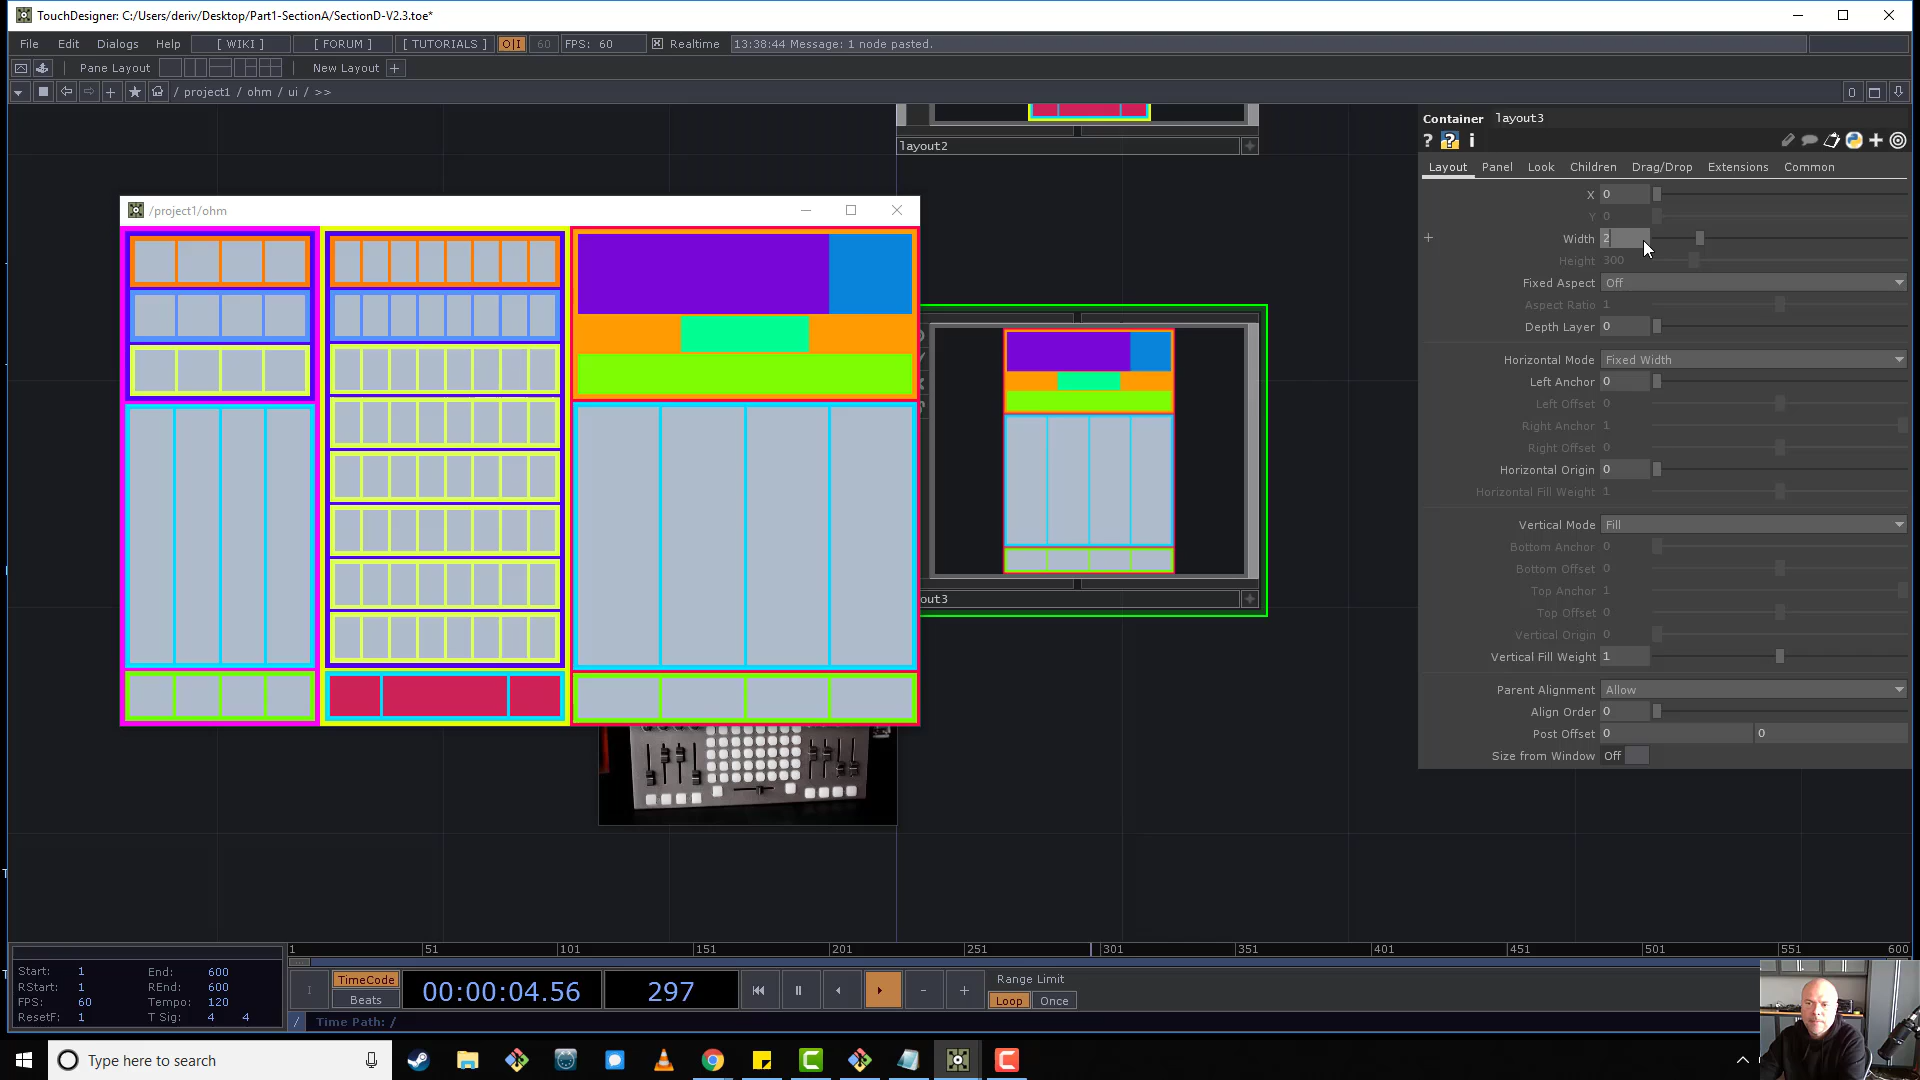 TouchDesigner: C:/Users/deriv/Desktop/Part1-SectionA/SectionD-V2.3.toe*
File Edit Dialogs Help [ WIKI ] [ FORUM ] [ TUTORIALS ] O|I 60 FPS: 60 Realtime 13:38:44 Message: 1 node pasted.
Pane Layout New Layout +
/ project1 / ohm / ui / >> 0
Container layout3
layout2
? ? i
Layout Panel Look Children Drag/Drop Extensions Common
X 0
Y 0
/project1/ohm
Width 2
Height 300
Fixed Aspect Off
Aspect Ratio 1
Depth Layer 0
Horizontal Mode Fixed Width
Left Anchor 0
Left Offset 0
Right Anchor 1
Right Offset 0
Horizontal Origin 0
Horizontal Fill Weight 1
Vertical Mode Fill
Bottom Anchor 0
Bottom Offset 0
Top Anchor 1
out3
Top Offset 0
Vertical Origin 0
Vertical Fill Weight 1
Parent Alignment Allow
Align Order 0
Post Offset 0 0
Size from Window Off
1 51 101 151 201 251 301 351 401 451 501 551 600
Start: 1 End: 600
RStart: 1 REnd: 600
FPS: 60 Tempo: 120
ResetF: 1 T Sig: 4 4
TimeCode
Beats
00:00:04.56 297
Range Limit
Loop Once
/ Time Path: /
Type here to search